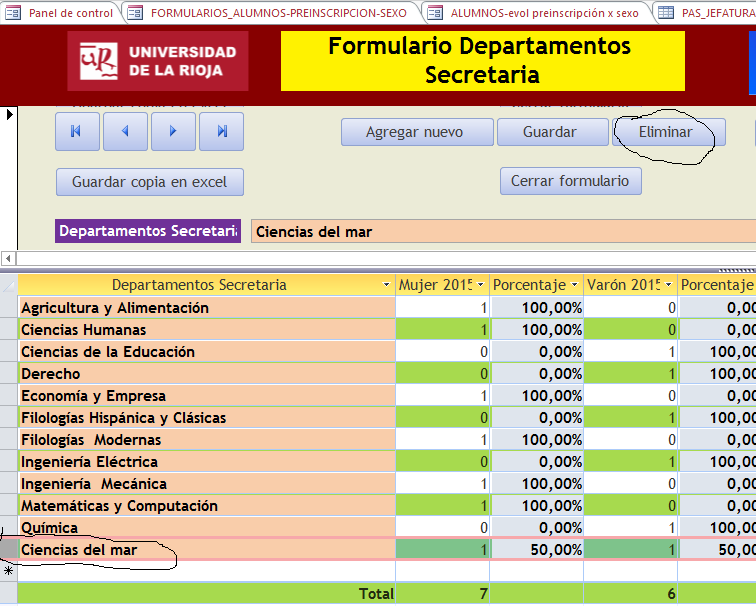 Panel de control FORMULARIOS_ALUMNOS-PREINSCRIPCION-SEXO ALUMNOS-evol preinscripción x sexo PAS_JEFATURA
UNIVERSIDAD
DE LA RIOJA
Formulario Departamentos
Secretaria
Agregar nuevo Guardar Eliminar
Guardar copia en excel Cerrar formulario
Departamentos Secretari Ciencias del mar
Departamentos Secretaria Mujer 2015 Porcentaje Varón 2015 Porcentaje
Agricultura y Alimentación 1 100,00% 0 0,00
Ciencias Humanas 1 100,00% 0 0,00
Ciencias de la Educación 0 0,00% 1 100,00
Derecho 0 0,00% 1 100,00
Economía y Empresa 1 100,00% 0 0,00
Filologías Hispánica y Clásicas 0 0,00% 1 100,00
Filologías Modernas 1 100,00% 0 0,00
Ingeniería Eléctrica 0 0,00% 1 100,00
Ingeniería Mecánica 1 100,00% 0 0,00
Matemáticas y Computación 1 100,00% 0 0,00
Química 0 0,00% 1 100,00
Ciencias del mar 1 50,00% 1 50,00
Total 7 6